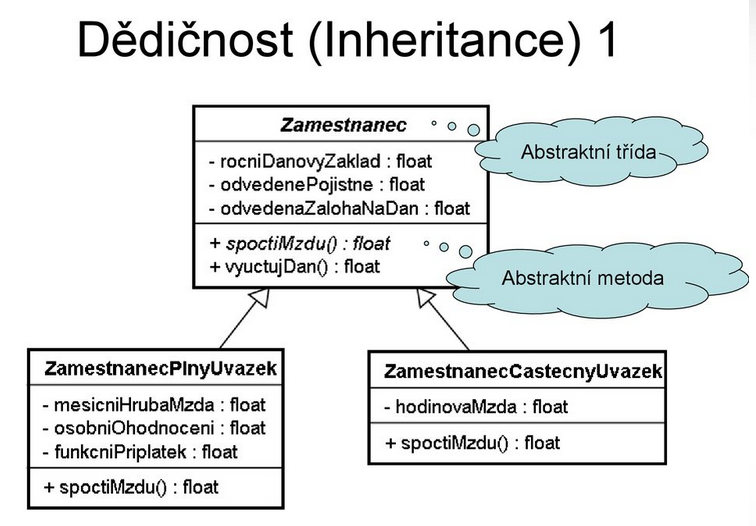 Dědičnost (Inheritance) 1
Zamestnanec
Abstraktní třída
- rocniDanovyZaklad : float
- odvedenePojistne : float
- odvedenaZalohaNaDan : float
+ spoctiMzdu() : float
+ vyuctujDan() : float
Abstraktní metoda
ZamestnanecPlnyUvazek
- mesicniHrubaMzda : float
- osobniOhodnoceni : float
- funkcniPriplatek : float
+ spoctiMzdu() : float
ZamestnanecCastecnyUvazek
- hodinovaMzda : float
+ spoctiMzdu() : float